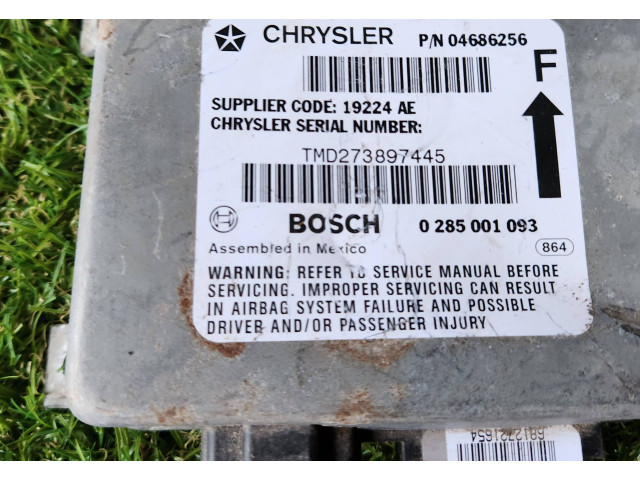 CHRYSLER P/N 04686256
F
SUPPLIER CODE: 19224 AE
CHRYSLER SERIAL NUMBER:
TMD273897445
BOSCH 0 285 001 093
Assembled in Mexico 864
WARNING: REFER TO SERVICE MANUAL BEFORE
SERVICING. IMPROPER SERVICING CAN RESULT
IN AIRBAG SYSTEM FAILURE AND POSSIBLE
DRIVER AND/OR PASSENGER INJURY